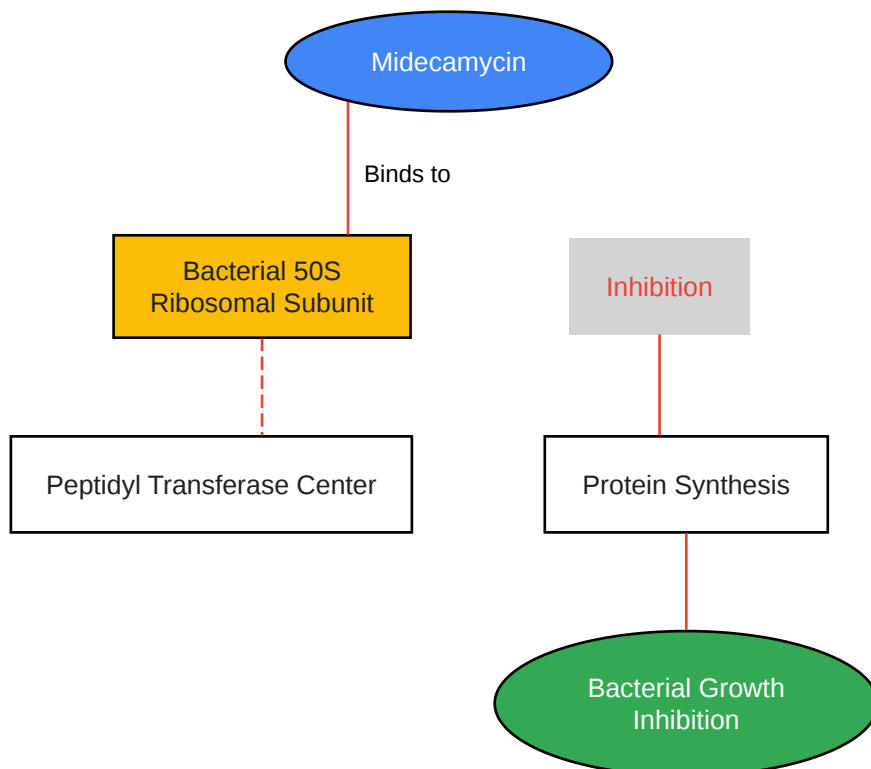 Midecamycin
Binds to
Bacterial 50S
Ribosomal Subunit
Inhibition
Peptidyl Transferase Center
Protein Synthesis
Bacterial Growth
Inhibition